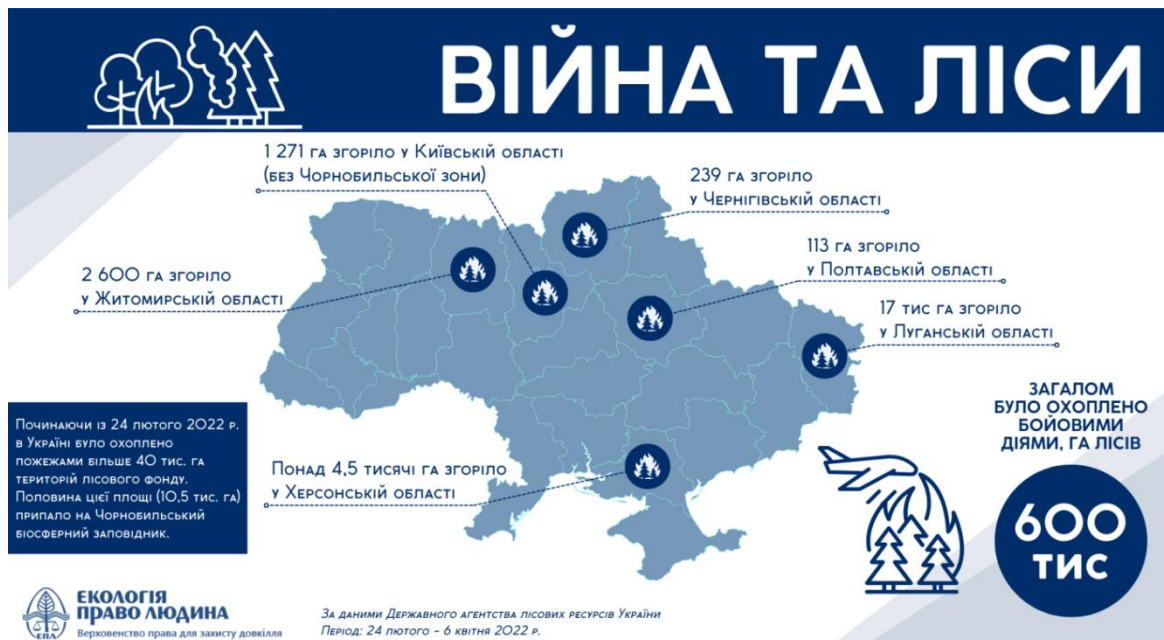 ВІЙНА ТА ЛІСИ
1 271 га згоріло у Київській області
(без Чорнобильської зони)
239 га згоріло
у Чернігівській області
2 600 га згоріло
у Житомирській області
113 га згоріло
у Полтавській області
17 тис га згоріло
у Луганській області
Понад 4,5 тисячі га згоріло
у Херсонській області
Починаючи із 24 лютого 2022 р.
в Україні було охоплено
пожежами більше 40 тис. га
територій лісового фонду.
Половина цієї площі (10,5 тис. га)
припало на Чорнобильський
біосферний заповідник.
ЗАГАЛОМ
БУЛО ОХОПЛЕНО
БОЙОВИМИ
ДІЯМИ, ГА ЛІСІВ
600
ТИС
ЕПЛ
ЕКОЛОГІЯ
ПРАВО ЛЮДИНА
Верховенство права для захисту довкілля
За даними Державного агентства лісових ресурсів України
Період: 24 лютого - 6 квітня 2022 р.